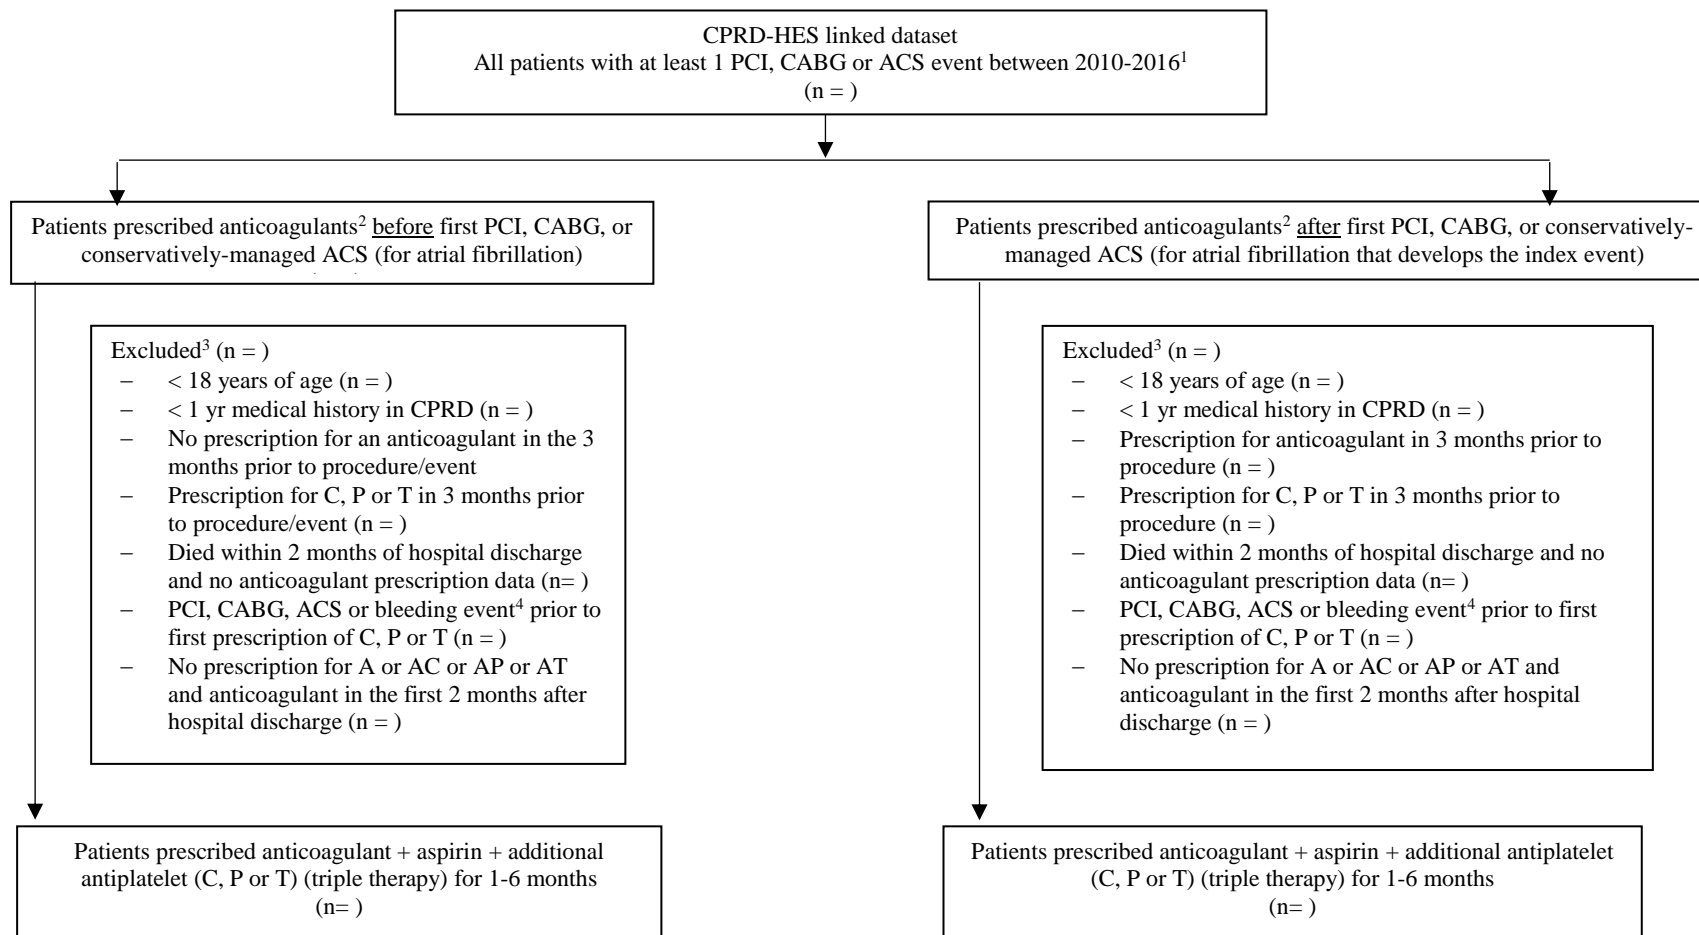 CPRD-HES linked dataset
All patients with at least 1 PCI, CABG or ACS event between 2010-2016¹
(n = )
Patients prescribed anticoagulants² before first PCI, CABG, or
conservatively-managed ACS (for atrial fibrillation)
Patients prescribed anticoagulants² after first PCI, CABG, or conservatively-
managed ACS (for atrial fibrillation that develops the index event)
Excluded³ (n = )
– < 18 years of age (n = )
– < 1 yr medical history in CPRD (n = )
– No prescription for an anticoagulant in the 3
months prior to procedure/event
– Prescription for C, P or T in 3 months prior
to procedure/event (n = )
– Died within 2 months of hospital discharge
and no anticoagulant prescription data (n= )
– PCI, CABG, ACS or bleeding event⁴ prior to
first prescription of C, P or T (n = )
– No prescription for A or AC or AP or AT
and anticoagulant in the first 2 months after
hospital discharge (n = )
Excluded³ (n = )
– < 18 years of age (n = )
– < 1 yr medical history in CPRD (n = )
– Prescription for anticoagulant in 3 months prior to
procedure (n = )
– Prescription for C, P or T in 3 months prior to
procedure (n = )
– Died within 2 months of hospital discharge and no
anticoagulant prescription data (n= )
– PCI, CABG, ACS or bleeding event⁴ prior to first
prescription of C, P or T (n = )
– No prescription for A or AC or AP or AT and
anticoagulant in the first 2 months after hospital
discharge (n = )
Patients prescribed anticoagulant + aspirin + additional
antiplatelet (C, P or T) (triple therapy) for 1-6 months
(n= )
Patients prescribed anticoagulant + aspirin + additional antiplatelet
(C, P or T) (triple therapy) for 1-6 months
(n= )